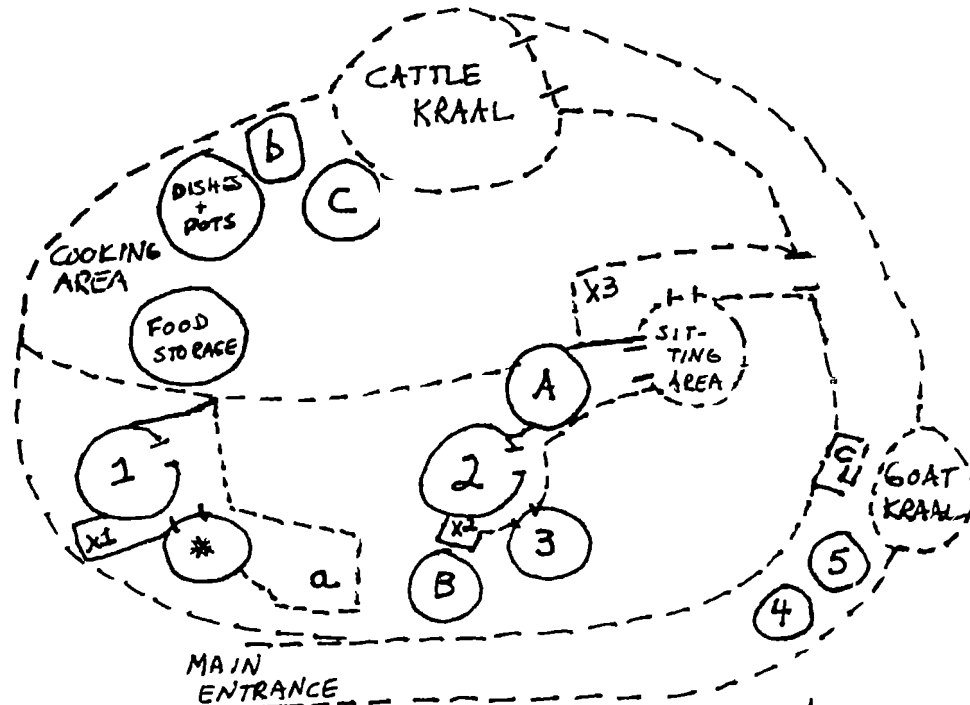 CATTLE
KRAAL
b
DISHES
+
POTS
C
COOKING
AREA
X3
FOOD
STORAGE
SIT-
TING
AREA
A
1
2
C
GOAT
KRAAL
X1
*
X2
3
a
B
5
4
MAIN
ENTRANCE